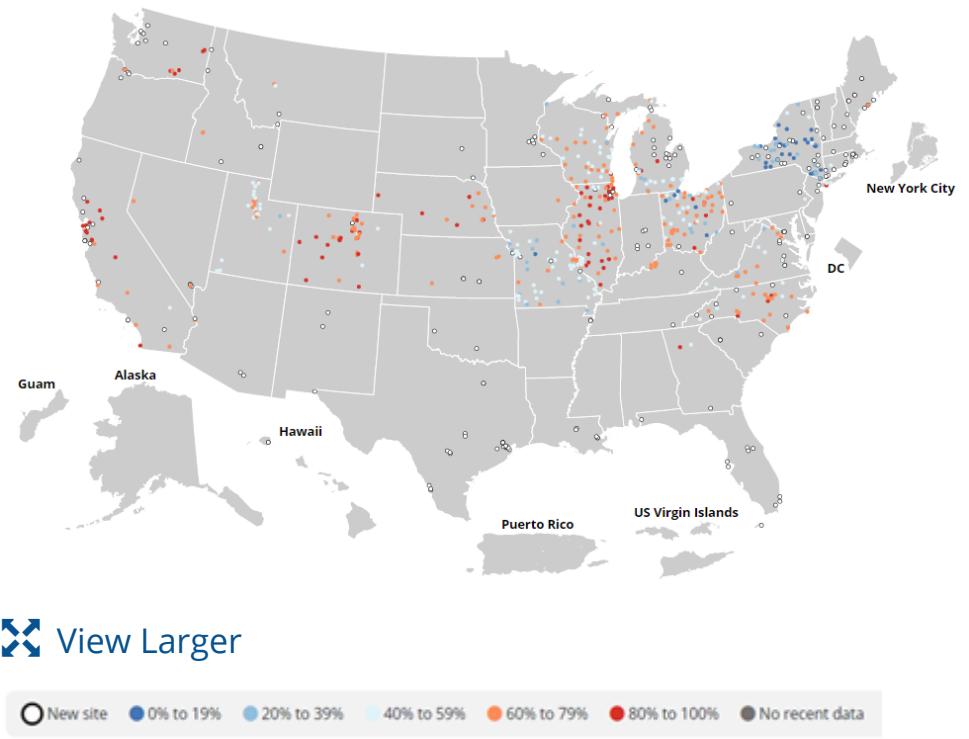 New York City
DC
Guam
Alaska
Hawaii
US Virgin Islands
Puerto Rico
View Larger
New site 0% to 19% 20% to 39% 40% to 59% 60% to 79% 80% to 100% No recent data